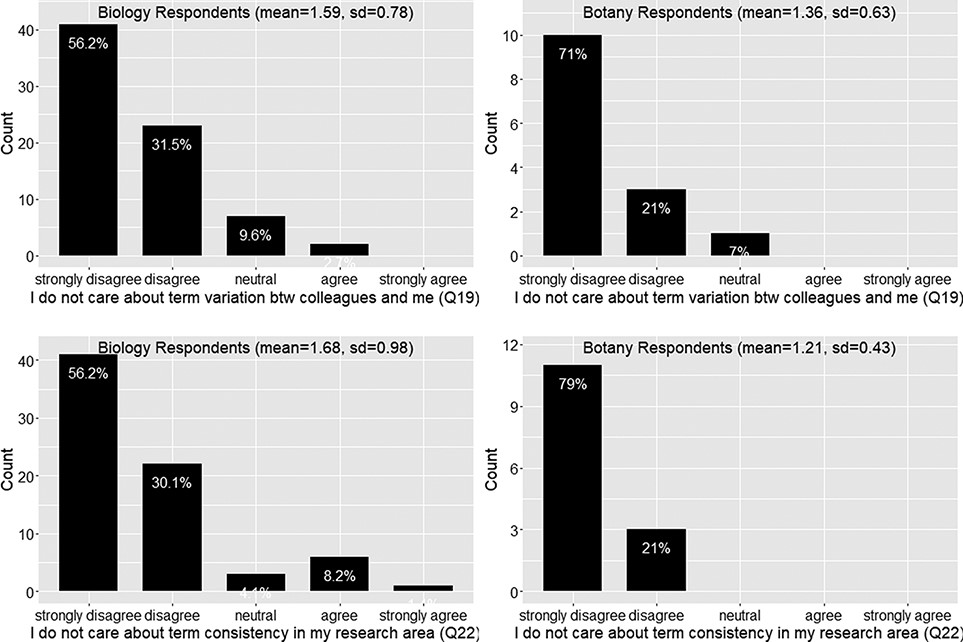 Biology Respondents (mean=1.59, sd=0.78)
40
30
20
10
0
Count
56.2%
31.5%
9.6%
2.7%
strongly disagree disagree neutral agree strongly agree
I do not care about term variation btw colleagues and me (Q19)
Botany Respondents (mean=1.36, sd=0.63)
10
8
6
4
2
0
Count
71%
21%
7%
strongly disagree disagree neutral agree strongly agree
I do not care about term variation btw colleagues and me (Q19)
Biology Respondents (mean=1.68, sd=0.98)
40
30
20
10
0
Count
56.2%
30.1%
4.1%
8.2%
strongly disagree disagree neutral agree strongly agree
I do not care about term consistency in my research area (Q22)
Botany Respondents (mean=1.21, sd=0.43)
12
9
6
3
0
Count
79%
21%
strongly disagree disagree neutral agree strongly agree
I do not care about term consistency in my research area (Q22)